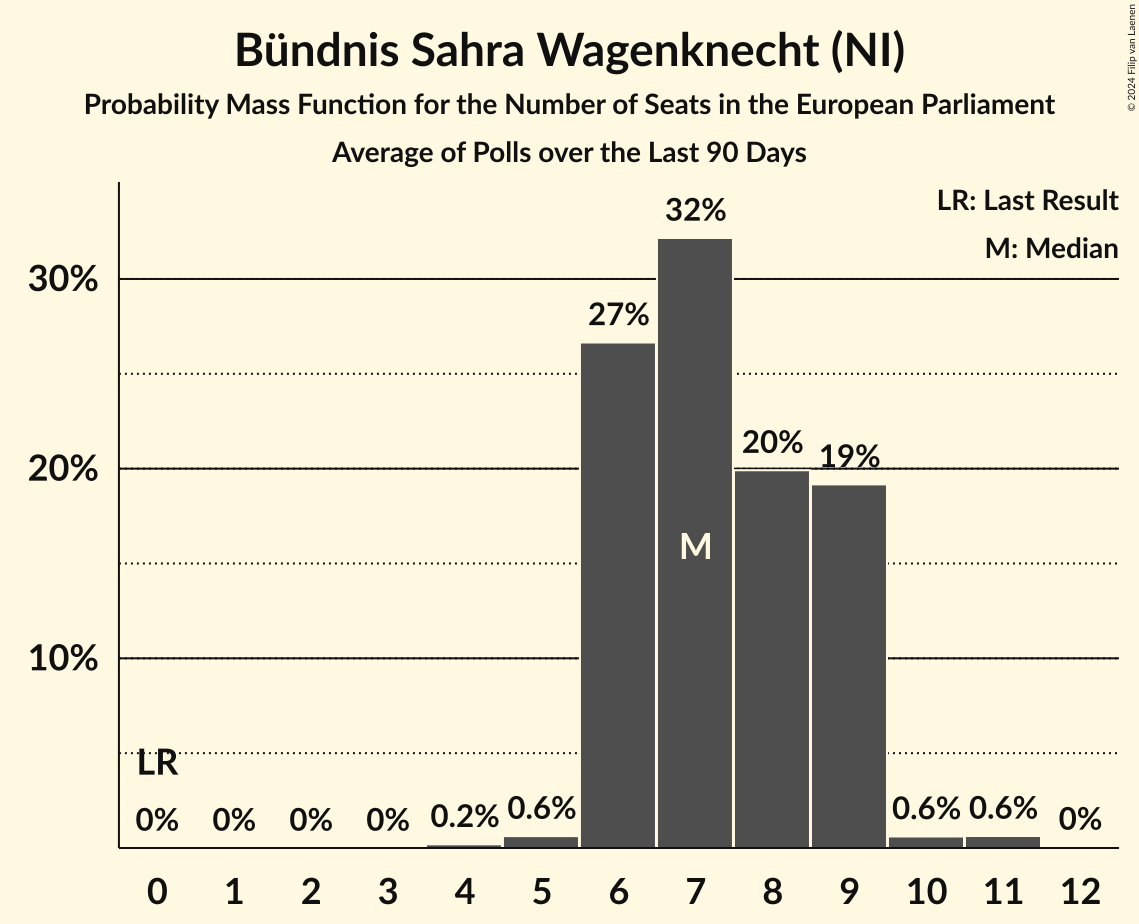 Bündnis Sahra Wagenknecht (NI)
Probability Mass Function for the Number of Seats in the European Parliament
Average of Polls over the Last 90 Days
© 2024 Filip van Laenen
LR: Last Result
M: Median
30%
20%
10%
32%
27%
20%
19%
M
LR
0%
0%
0%
0%
0.2%
0.6%
0.6%
0.6%
0%
0 1 2 3 4 5 6 7 8 9 10 11 12